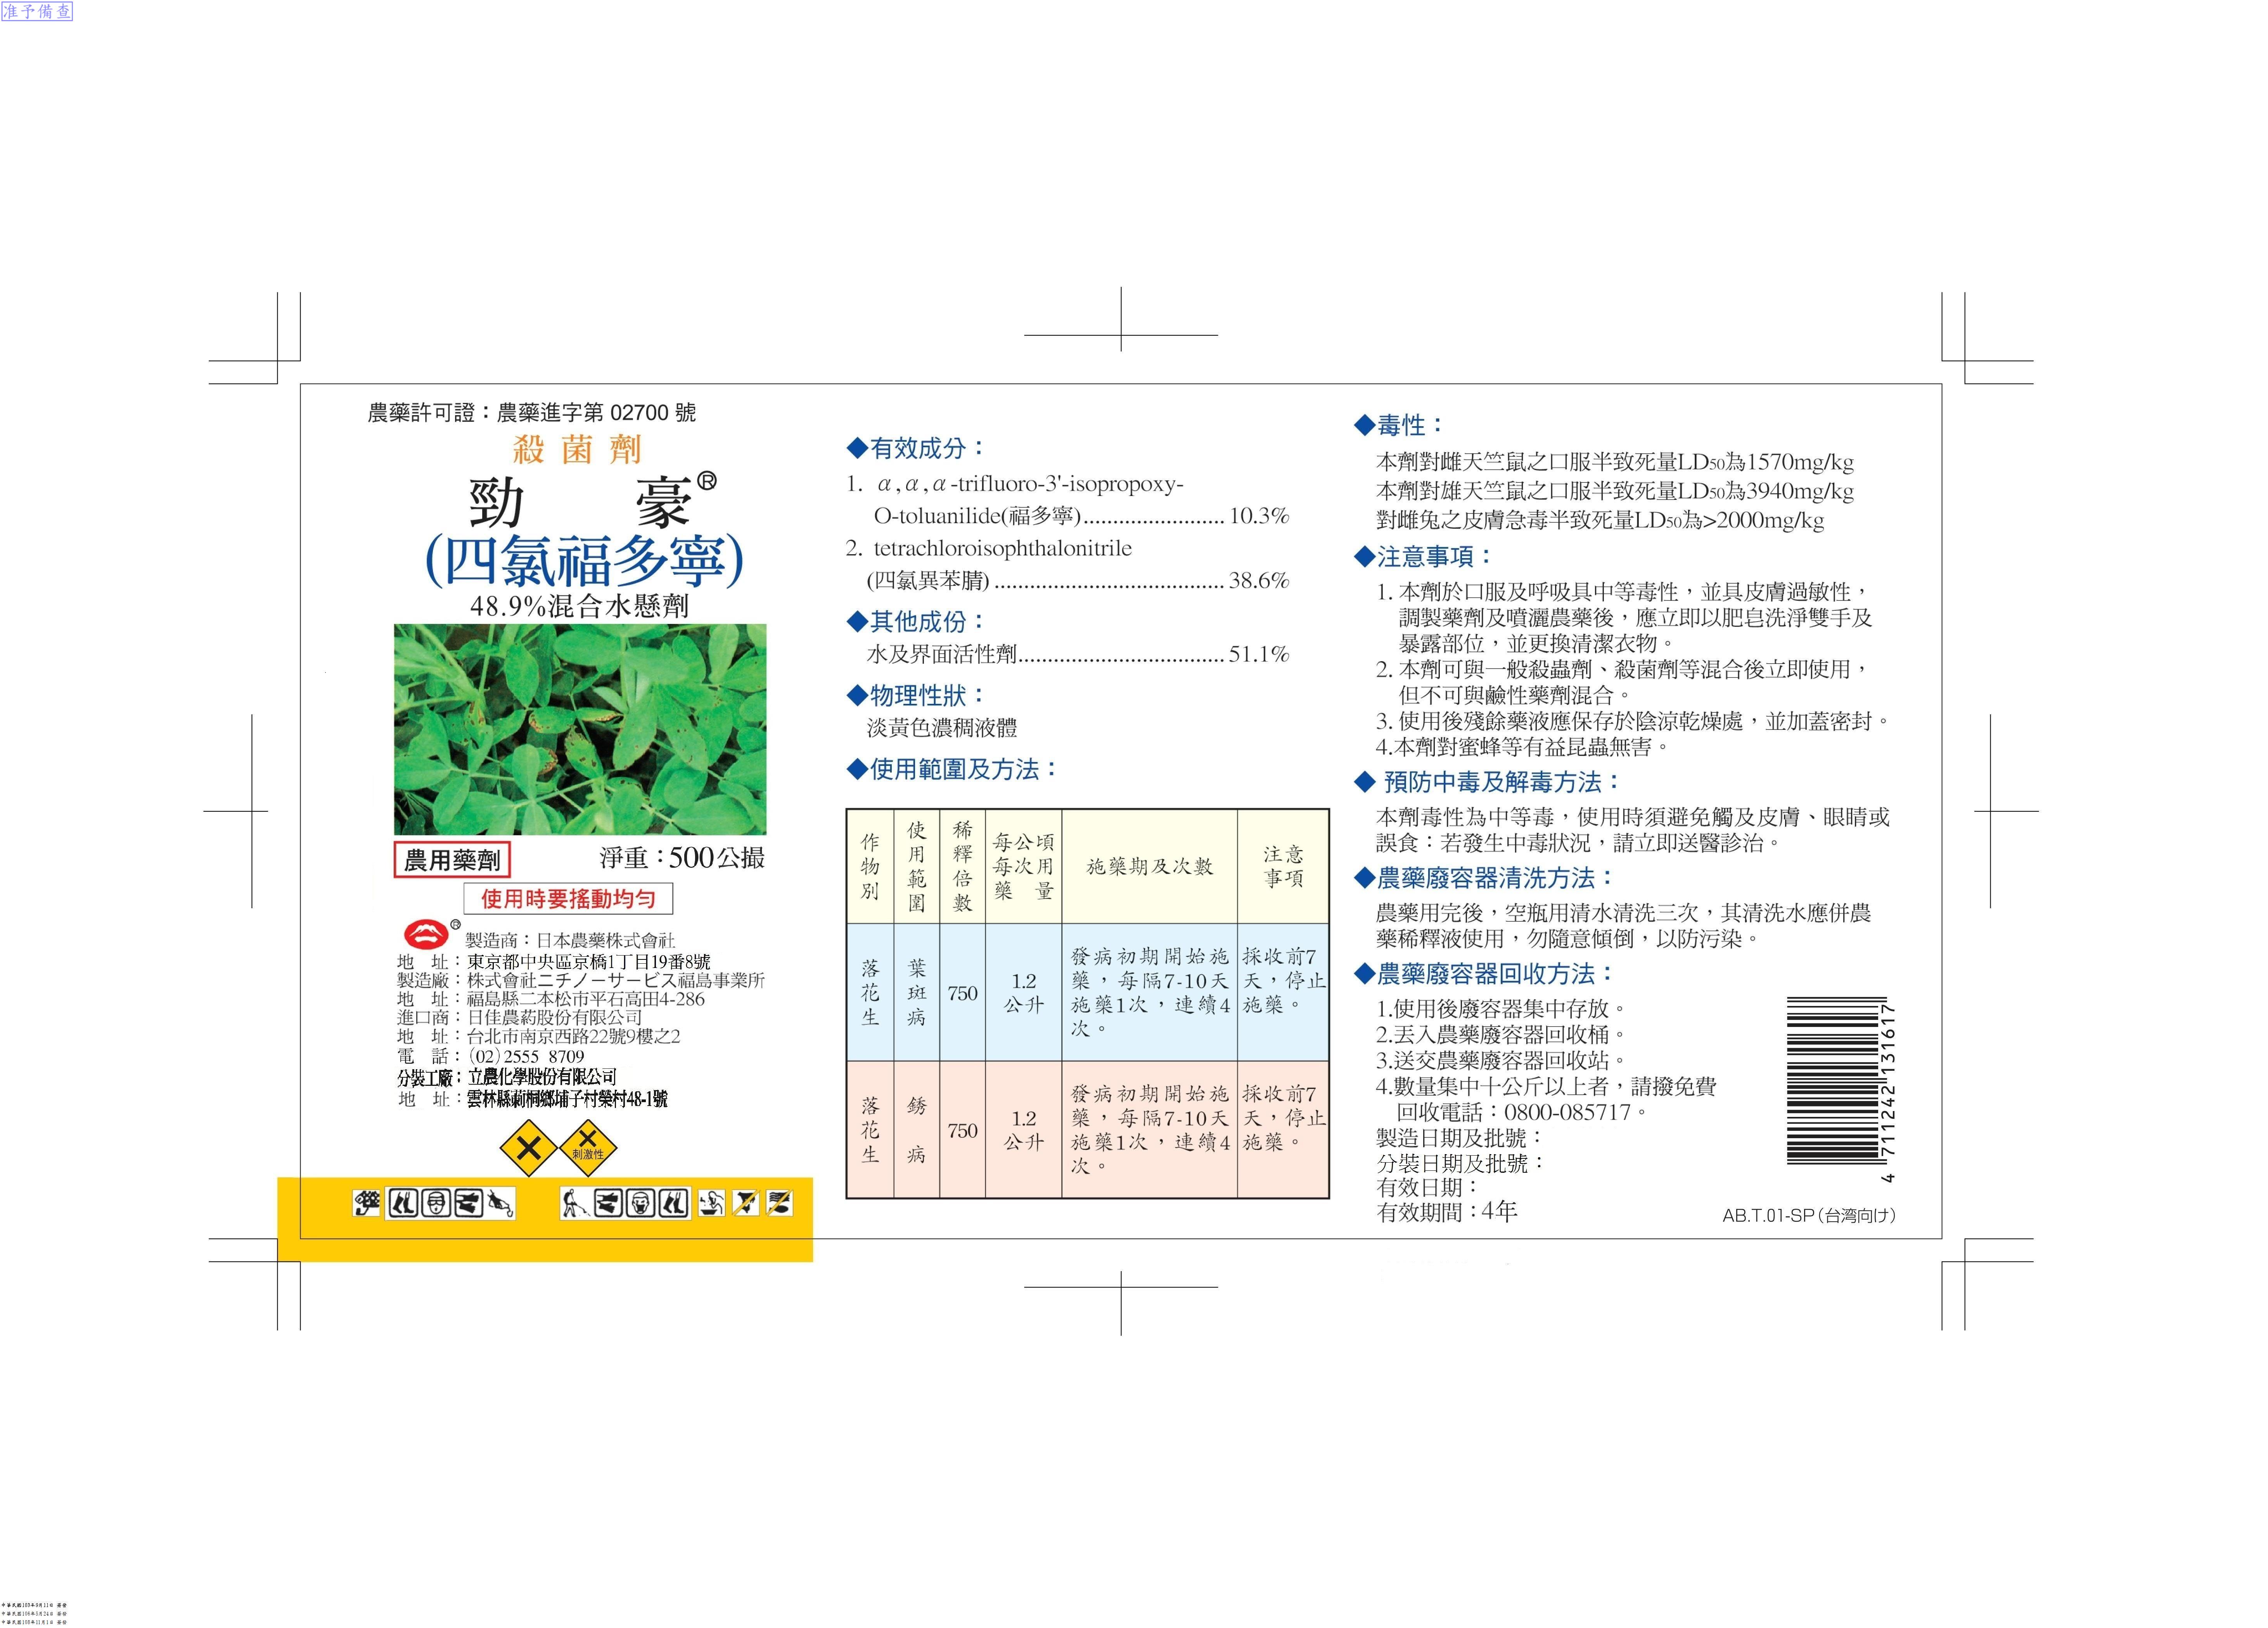 准予備查
農藥許可證：農藥進字第 02700 號
殺菌劑
勁 豪®
(四氯福多寧)
48.9%混合水懸劑
農用藥劑
淨重：500公撮
使用時要搖動均勻
®
製造商：日本農藥株式會社
地 址：東京都中央區京橋1丁目19番8號
製造廠：株式會社ニチノーサービス福島事業所
地 址：福島縣二本松市平石高田4-286
進口商：日佳農葯股份有限公司
地 址：台北市南京西路22號9樓之2
電 話：(02)2555 8709
分裝工廠：立農化學股份有限公司
地 址：雲林縣莿桐鄉埔子村榮村48-1號
刺激性
◆有效成分：
1. α,α,α-trifluoro-3'-isopropoxy-
O-toluanilide(福多寧)........................ 10.3%
2. tetrachloroisophthalonitrile
(四氯異苯腈) ....................................... 38.6%
◆其他成份：
水及界面活性劑................................... 51.1%
◆物理性狀：
淡黃色濃稠液體
◆使用範圍及方法：
作物別 使用範圍 稀釋倍數 每公頃每次用藥量 施藥期及次數 注意事項
落花生 葉斑病 750 1.2公升 發病初期開始施藥，每隔7-10天施藥1次，連續4次。 採收前7天，停止施藥。
落花生 銹病 750 1.2公升 發病初期開始施藥，每隔7-10天施藥1次，連續4次。 採收前7天，停止施藥。
◆毒性：
本劑對雌天竺鼠之口服半致死量LD50為1570mg/kg
本劑對雄天竺鼠之口服半致死量LD50為3940mg/kg
對雌兔之皮膚急毒半致死量LD50為>2000mg/kg
◆注意事項：
1. 本劑於口服及呼吸具中等毒性，並具皮膚過敏性，
調製藥劑及噴灑農藥後，應立即以肥皂洗淨雙手及
暴露部位，並更換清潔衣物。
2. 本劑可與一般殺蟲劑、殺菌劑等混合後立即使用，
但不可與鹼性藥劑混合。
3. 使用後殘餘藥液應保存於陰涼乾燥處，並加蓋密封。
4.本劑對蜜蜂等有益昆蟲無害。
◆ 預防中毒及解毒方法：
本劑毒性為中等毒，使用時須避免觸及皮膚、眼睛或
誤食：若發生中毒狀況，請立即送醫診治。
◆農藥廢容器清洗方法：
農藥用完後，空瓶用清水清洗三次，其清洗水應併農
藥稀釋液使用，勿隨意傾倒，以防污染。
◆農藥廢容器回收方法：
1.使用後廢容器集中存放。
2.丟入農藥廢容器回收桶。
3.送交農藥廢容器回收站。
4.數量集中十公斤以上者，請撥免費
回收電話：0800-085717。
製造日期及批號：
分裝日期及批號：
有效日期：
有效期間：4年
4 711242 131617
AB.T.01-SP（台湾向け）